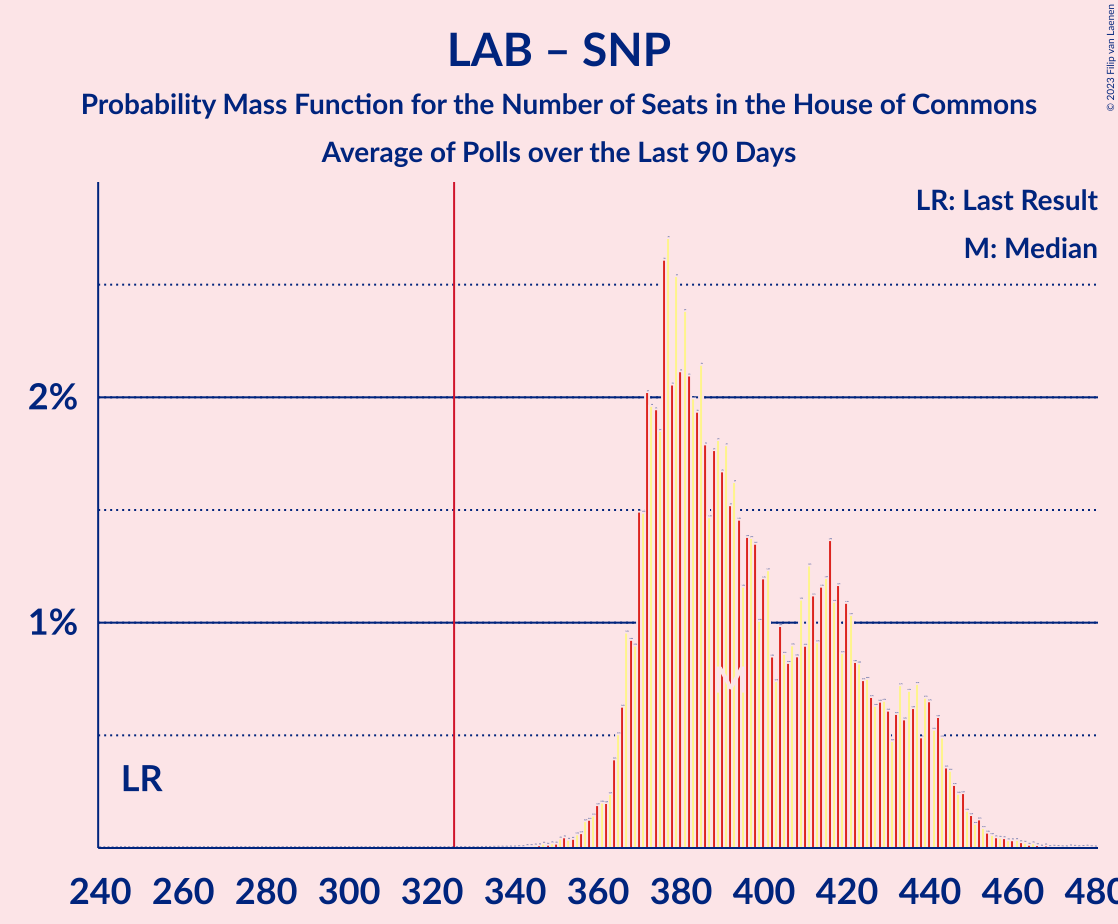 LAB – SNP
Probability Mass Function for the Number of Seats in the House of Commons
Average of Polls over the Last 90 Days
© 2023 Filip van Laenen
LR: Last Result
M: Median
2%
1%
M
LR
240 260 280 300 320 340 360 380 400 420 440 460 480